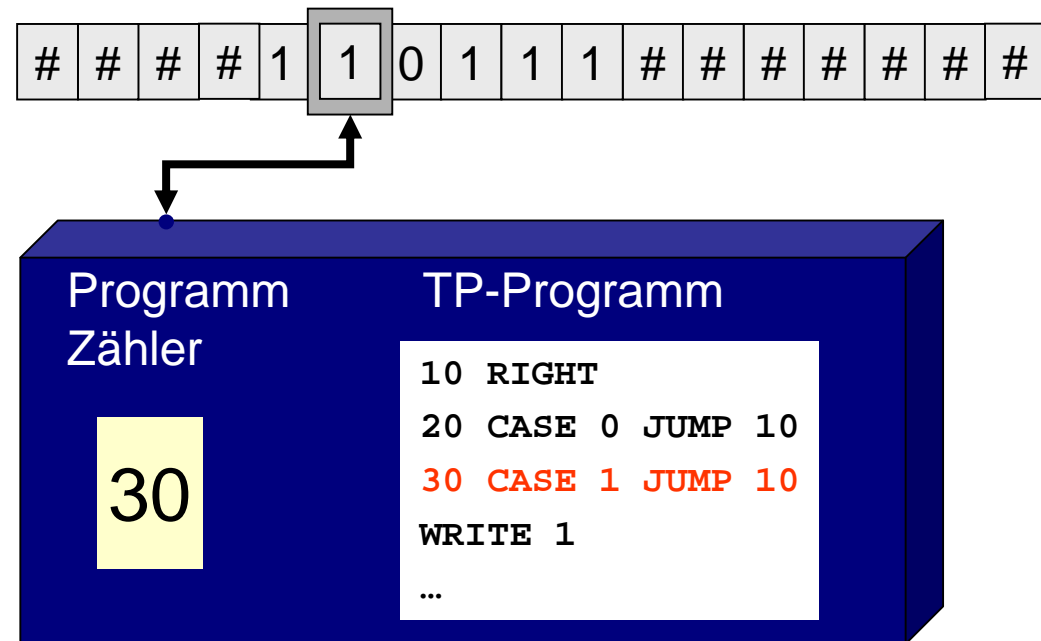 # # # # 1 1 0 1 1 1 # # # # # # #
Programm
Zähler
30
TP-Programm
10 RIGHT
20 CASE 0 JUMP 10
30 CASE 1 JUMP 10
WRITE 1
…